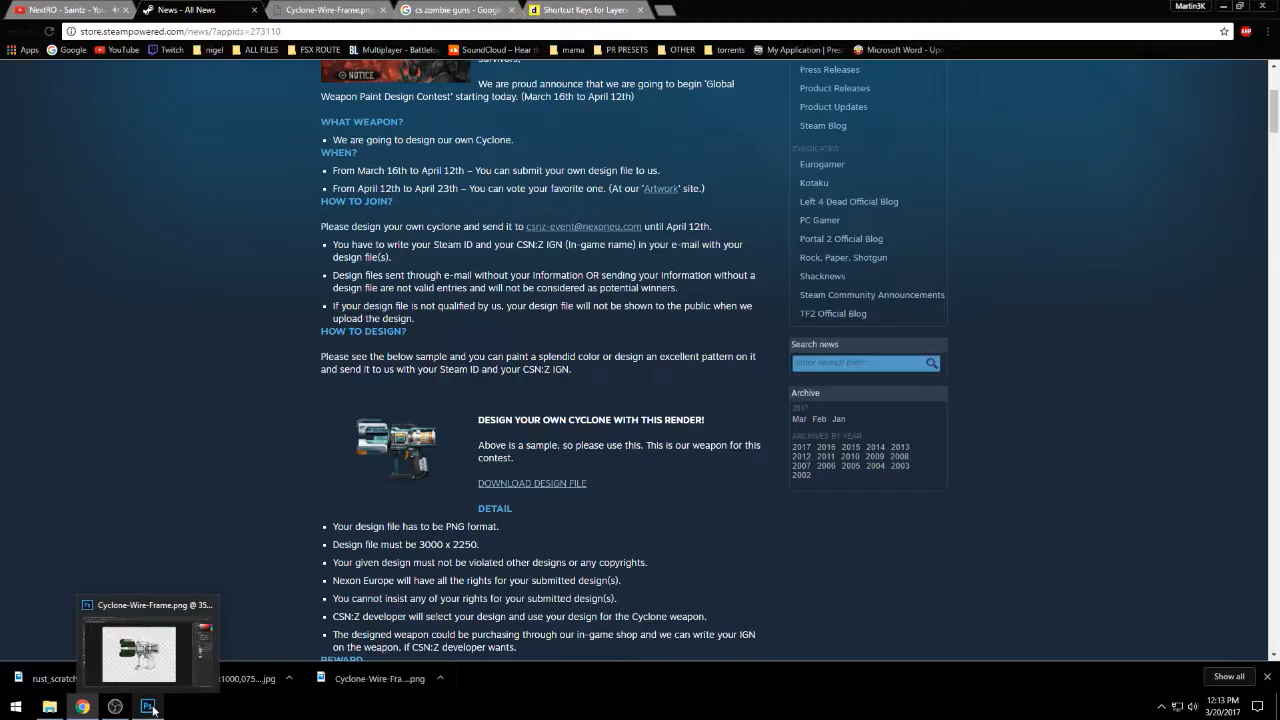 NextRO - Saintz - You
News - All News
Cyclone-Wire-Frame.png
cs zombie guns - Google
Shortcut Keys for Layers
Martin3K
store.steampowered.com/news/?appids=273110
Apps Google YouTube Twitch nigel ALL FILES FSX ROUTE Multiplayer - Battlelo SoundCloud – Hear t mama PR PRESETS OTHER torrents My Application | Pres Microsoft Word - Up
NOTICE
Survivors,
We are proud announce that we are going to begin 'Global
Weapon Paint Design Contest' starting today. (March 16th to April 12th)
WHAT WEAPON?
We are going to design our own Cyclone.
WHEN?
From March 16th to April 12th – You can submit your own design file to us.
From April 12th to April 23th – You can vote your favorite one. (At our 'Artwork' site.)
HOW TO JOIN?
Please design your own cyclone and send it to csnz-event@nexoneu.com until April 12th.
You have to write your Steam ID and your CSN:Z IGN (In-game name) in your e-mail with your
design file(s).
Design files sent through e-mail without your information OR sending your information without a
design file are not valid entries and will not be considered as potential winners.
If your design file is not qualified by us, your design file will not be shown to the public when we
upload the design.
HOW TO DESIGN?
Please see the below sample and you can paint a splendid color or design an excellent pattern on it
and send it to us with your Steam ID and your CSN:Z IGN.
DESIGN YOUR OWN CYCLONE WITH THIS RENDER!
Above is a sample, so please use this. This is our weapon for this
contest.
DOWNLOAD DESIGN FILE
DETAIL
Your design file has to be PNG format.
Design file must be 3000 x 2250.
Your given design must not be violated other designs or any copyrights.
Nexon Europe will have all the rights for your submitted design(s).
You cannot insist any of your rights for your submitted design(s).
CSN:Z developer will select your design and use your design for the Cyclone weapon.
The designed weapon could be purchasing through our in-game shop and we can write your IGN
on the weapon, if CSN:Z developer wants.
REWARD
Press Releases
Product Releases
Product Updates
Steam Blog
SYNDICATED
Eurogamer
Kotaku
Left 4 Dead Official Blog
PC Gamer
Portal 2 Official Blog
Rock, Paper, Shotgun
Shacknews
Steam Community Announcements
TF2 Official Blog
Search news
enter search term
Archive
2017
Mar Feb Jan
ARCHIVES BY YEAR
2017 2016 2015 2014 2013
2012 2011 2010 2009 2008
2007 2006 2005 2004 2003
2002
Cyclone-Wire-Frame.png @ 35...
rust_scratch
x1000,075....jpg
Cyclone-Wire-Fra....png
Show all
Ps
12:13 PM
3/20/2017